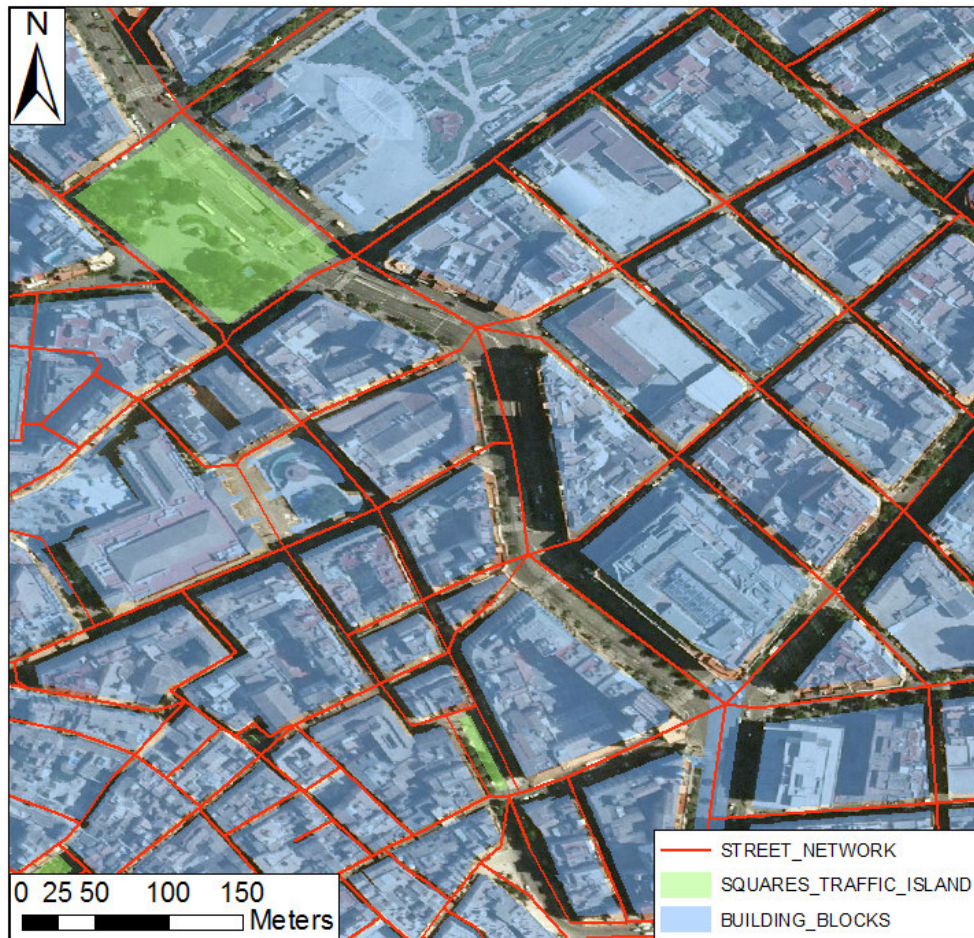 N
STREET_NETWORK
SQUARES_TRAFFIC_ISLAND
BUILDING_BLOCKS
0 25 50 100 150
Meters